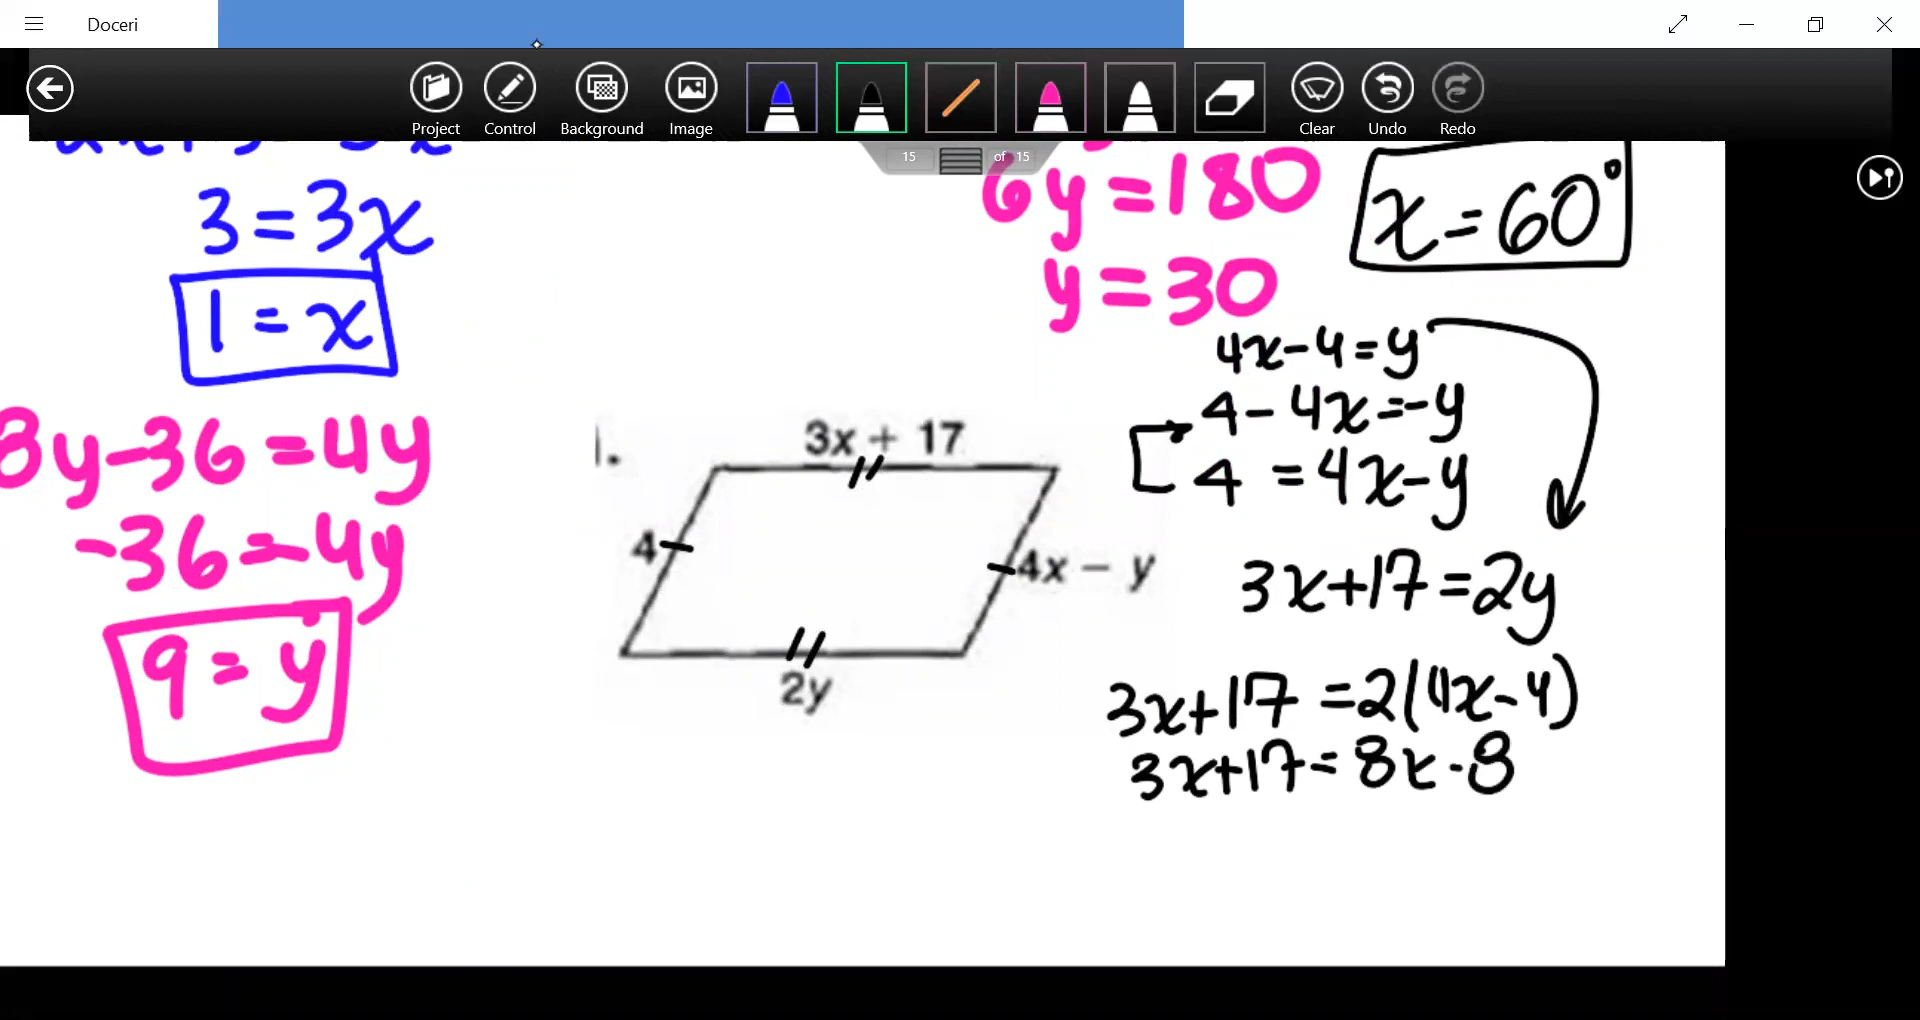 Doceri
Project Control Background Image Clear Undo Redo
15 of 15
3 = 3x
1 = x
8y-36 = 4y
-36 = -4y
9 = y
6y = 180
y = 30
x = 60°
3x + 17
4
4x - y
2y
4x-4 = y
4-4x = -y
4 = 4x-y
3x+17 = 2y
3x+17 = 2(4x-4)
3x+17 = 8x-8